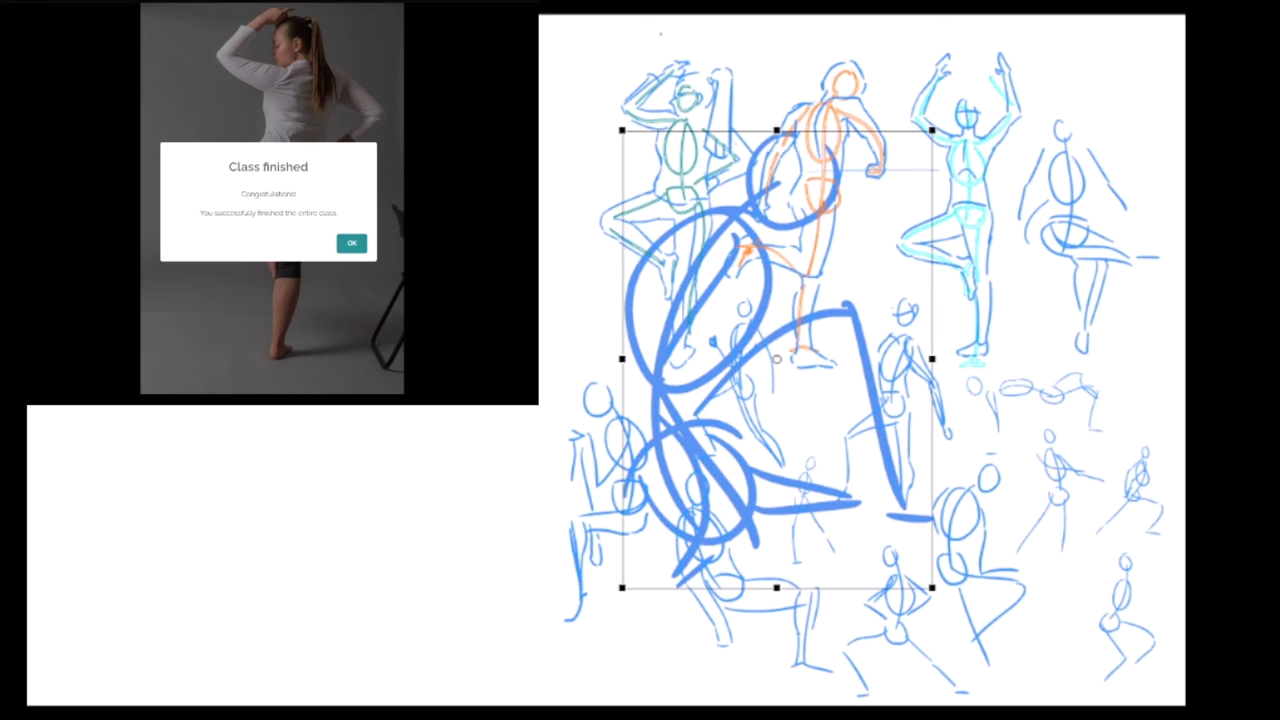 Class finished
Congratulations!
You successfully finished the entire class.
OK